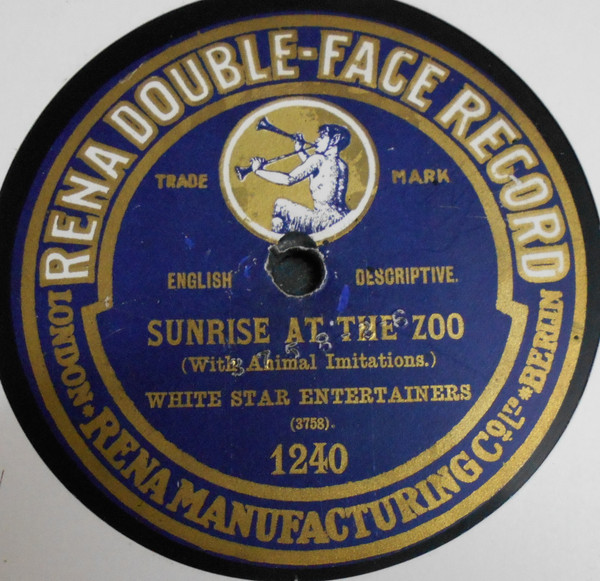 RENA DOUBLE-FACE RECORD
TRADE MARK
ENGLISH DESCRIPTIVE.
SUNRISE AT THE ZOO
(With Animal Imitations.)
WHITE STAR ENTERTAINERS
(3758).
1240
LONDON * RENA MANUFACTURING Co LTD * BERLIN